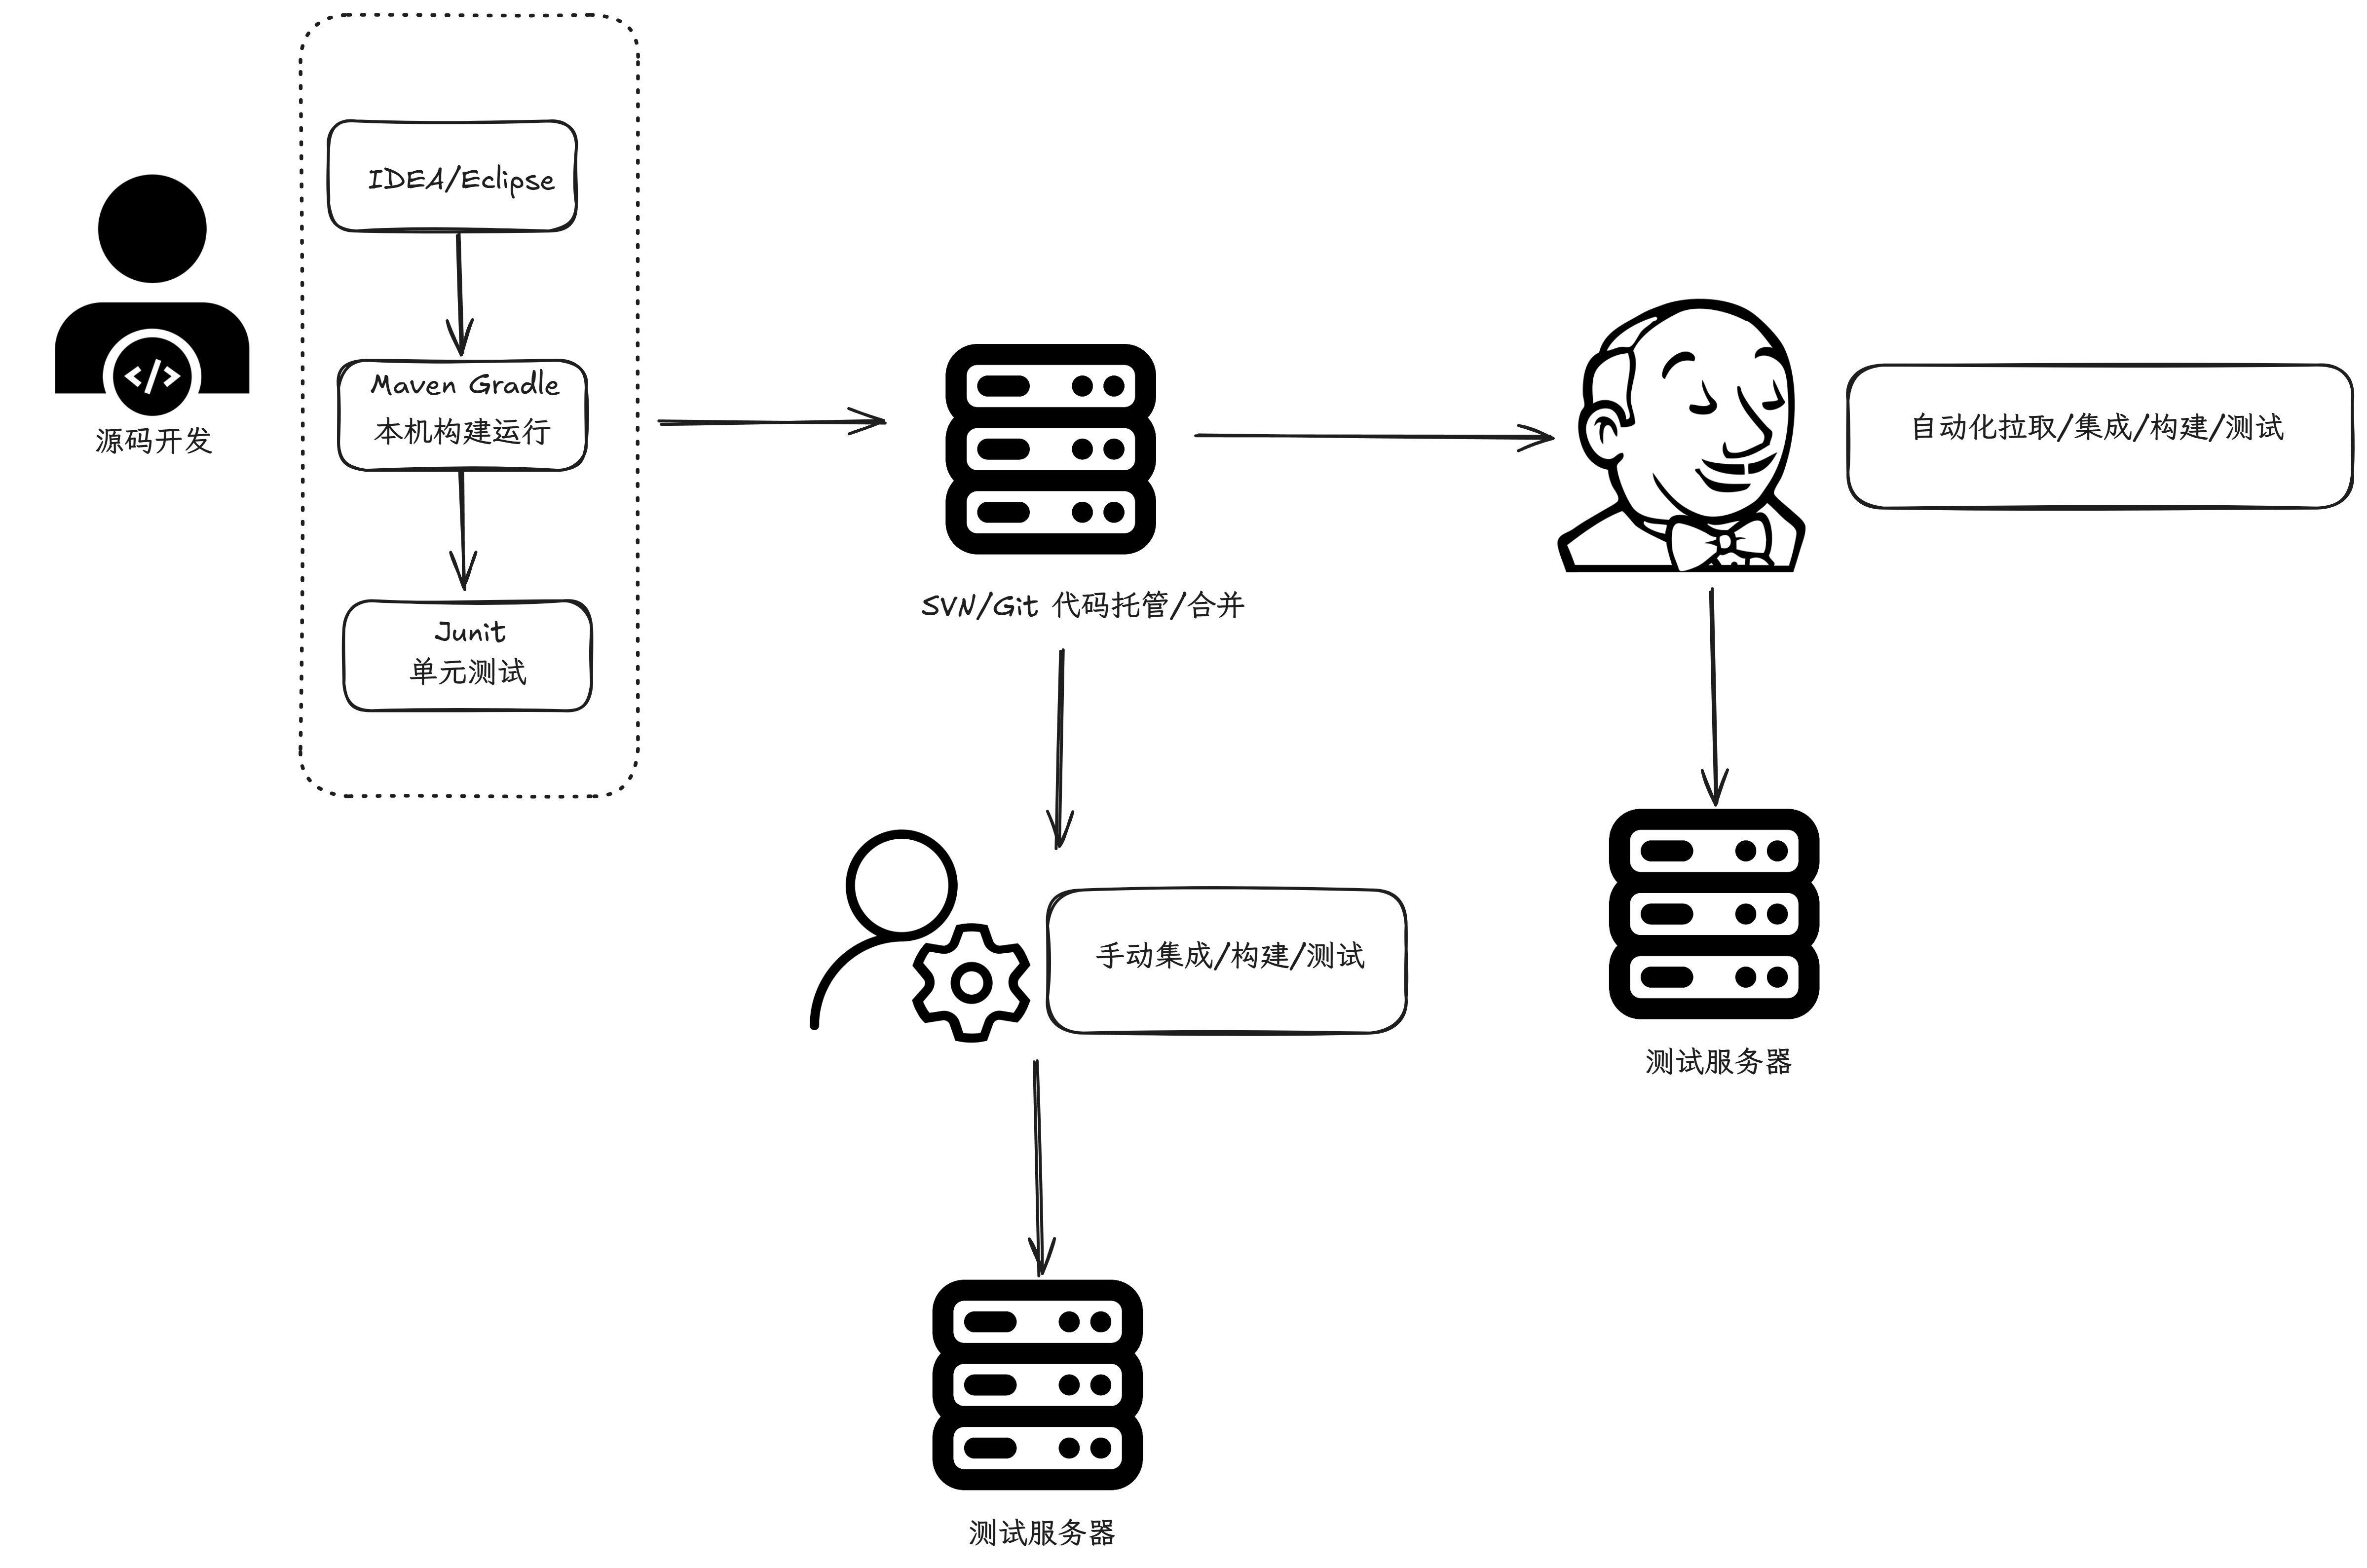 IDEA/Eclipse
Maven Gradle
本机构建运行
Junit
单元测试
源码开发
SVN/Git 代码托管/合并
自动化拉取/集成/构建/测试
手动集成/构建/测试
测试服务器
测试服务器